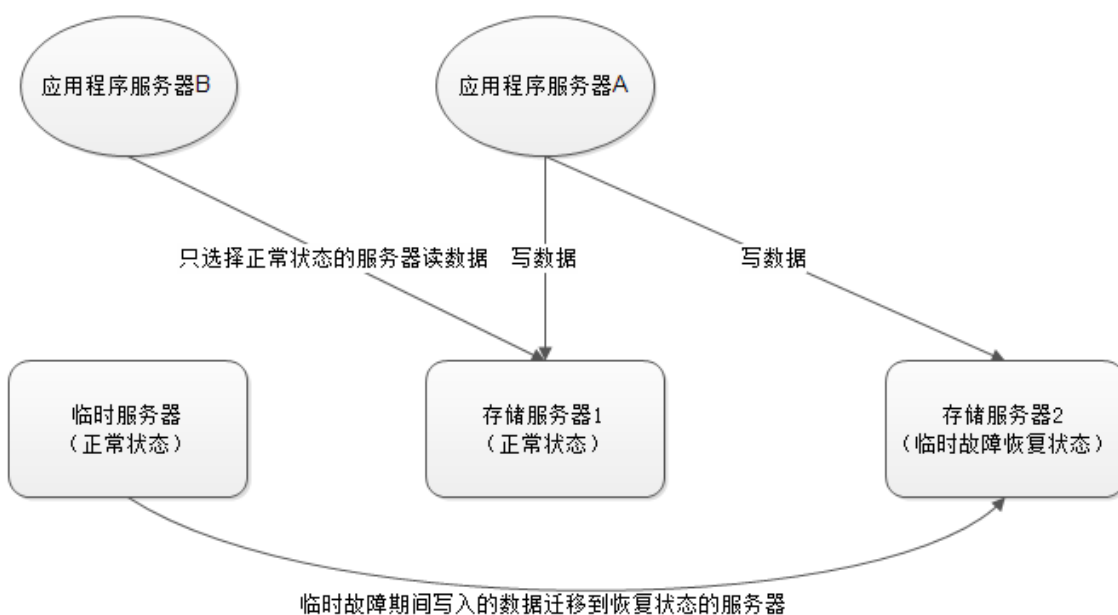 应用程序服务器B
应用程序服务器A
只选择正常状态的服务器读数据
写数据
写数据
临时服务器
（正常状态）
存储服务器1
（正常状态）
存储服务器2
（临时故障恢复状态）
临时故障期间写入的数据迁移到恢复状态的服务器